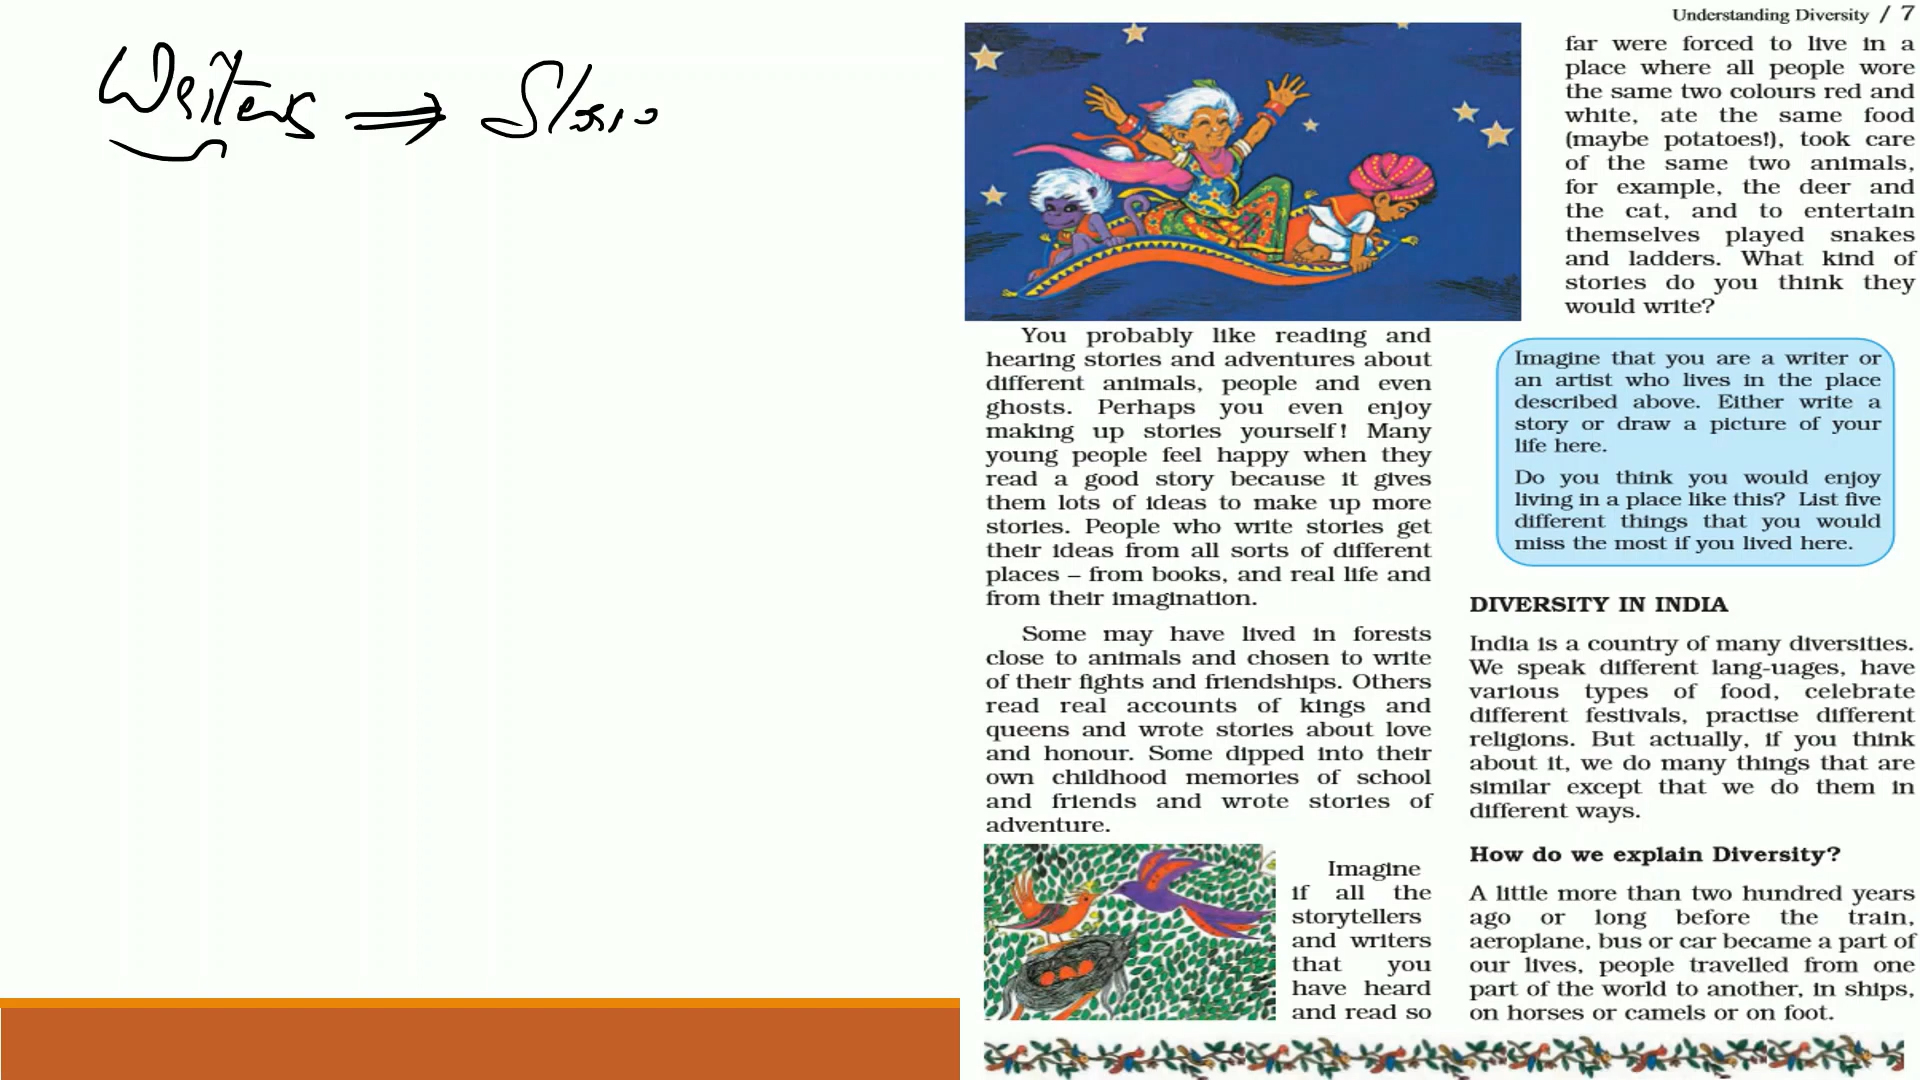 Writers ⇒ Storie
Understanding Diversity / 7
You probably like reading and
hearing stories and adventures about
different animals, people and even
ghosts. Perhaps you even enjoy
making up stories yourself! Many
young people feel happy when they
read a good story because it gives
them lots of ideas to make up more
stories. People who write stories get
their ideas from all sorts of different
places – from books, and real life and
from their imagination.
Some may have lived in forests
close to animals and chosen to write
of their fights and friendships. Others
read real accounts of kings and
queens and wrote stories about love
and honour. Some dipped into their
own childhood memories of school
and friends and wrote stories of
adventure.
Imagine
if all the
storytellers
and writers
that you
have heard
and read so
far were forced to live in a
place where all people wore
the same two colours red and
white, ate the same food
(maybe potatoes!), took care
of the same two animals,
for example, the deer and
the cat, and to entertain
themselves played snakes
and ladders. What kind of
stories do you think they
would write?
Imagine that you are a writer or
an artist who lives in the place
described above. Either write a
story or draw a picture of your
life here.
Do you think you would enjoy
living in a place like this? List five
different things that you would
miss the most if you lived here.
DIVERSITY IN INDIA
India is a country of many diversities.
We speak different lang-uages, have
various types of food, celebrate
different festivals, practise different
religions. But actually, if you think
about it, we do many things that are
similar except that we do them in
different ways.
How do we explain Diversity?
A little more than two hundred years
ago or long before the train,
aeroplane, bus or car became a part of
our lives, people travelled from one
part of the world to another, in ships,
on horses or camels or on foot.